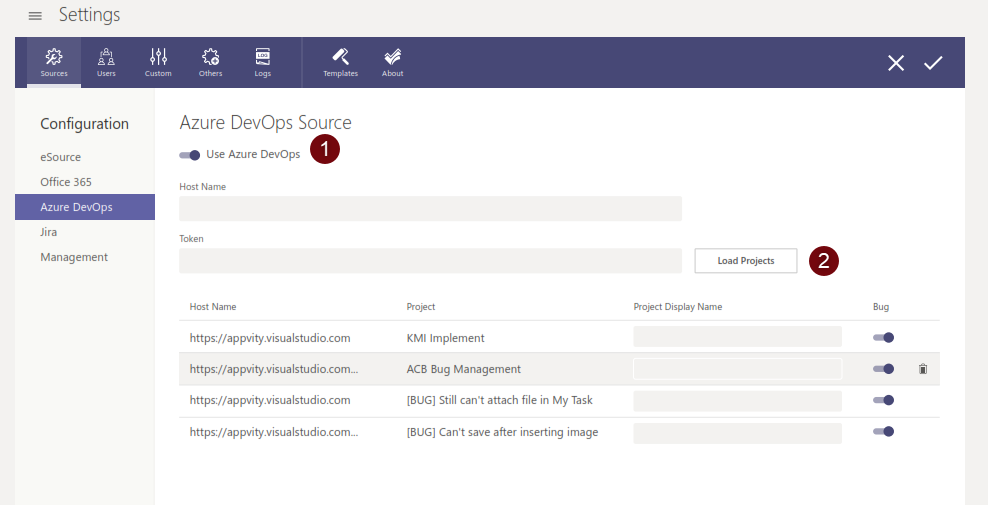 Settings
Sources Users Custom Others LOG Logs Templates About
Configuration
eSource
Office 365
Azure DevOps
Jira
Management
Azure DevOps Source
Use Azure DevOps 1
Host Name
Token
Load Projects 2
Host Name Project Project Display Name Bug
https://appvity.visualstudio.com KMI Implement
https://appvity.visualstudio.com... ACB Bug Management
https://appvity.visualstudio.com [BUG] Still can't attach file in My Task
https://appvity.visualstudio.com... [BUG] Can't save after inserting image